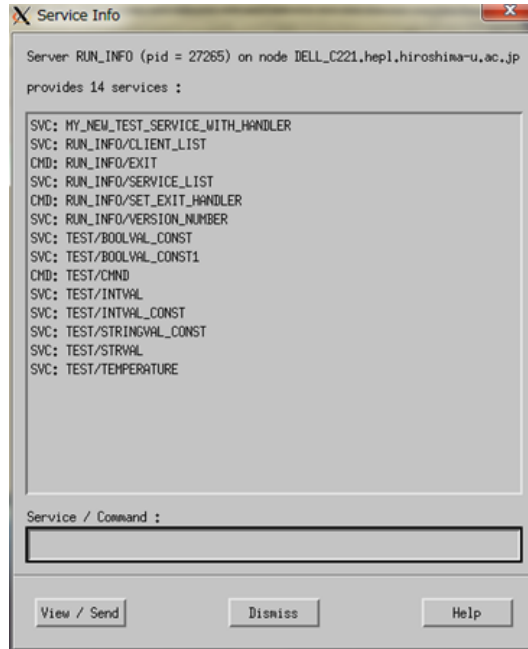 Service Info
Server RUN_INFO (pid = 27265) on node DELL_C221.hepl.hiroshima-u.ac.jp
provides 14 services :
SVC: MY_NEW_TEST_SERVICE_WITH_HANDLER
SVC: RUN_INFO/CLIENT_LIST
CMD: RUN_INFO/EXIT
SVC: RUN_INFO/SERVICE_LIST
CMD: RUN_INFO/SET_EXIT_HANDLER
SVC: RUN_INFO/VERSION_NUMBER
SVC: TEST/BOOLVAL_CONST
SVC: TEST/BOOLVAL_CONST1
CMD: TEST/CMND
SVC: TEST/INTVAL
SVC: TEST/INTVAL_CONST
SVC: TEST/STRINGVAL_CONST
SVC: TEST/STRVAL
SVC: TEST/TEMPERATURE
Service / Command :
View / Send
Dismiss
Help